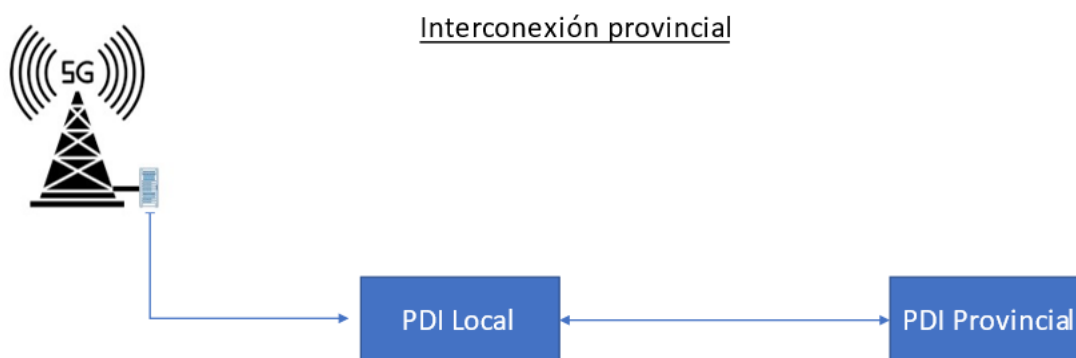 Interconexión provincial
5G
PDI Local
PDI Provincial